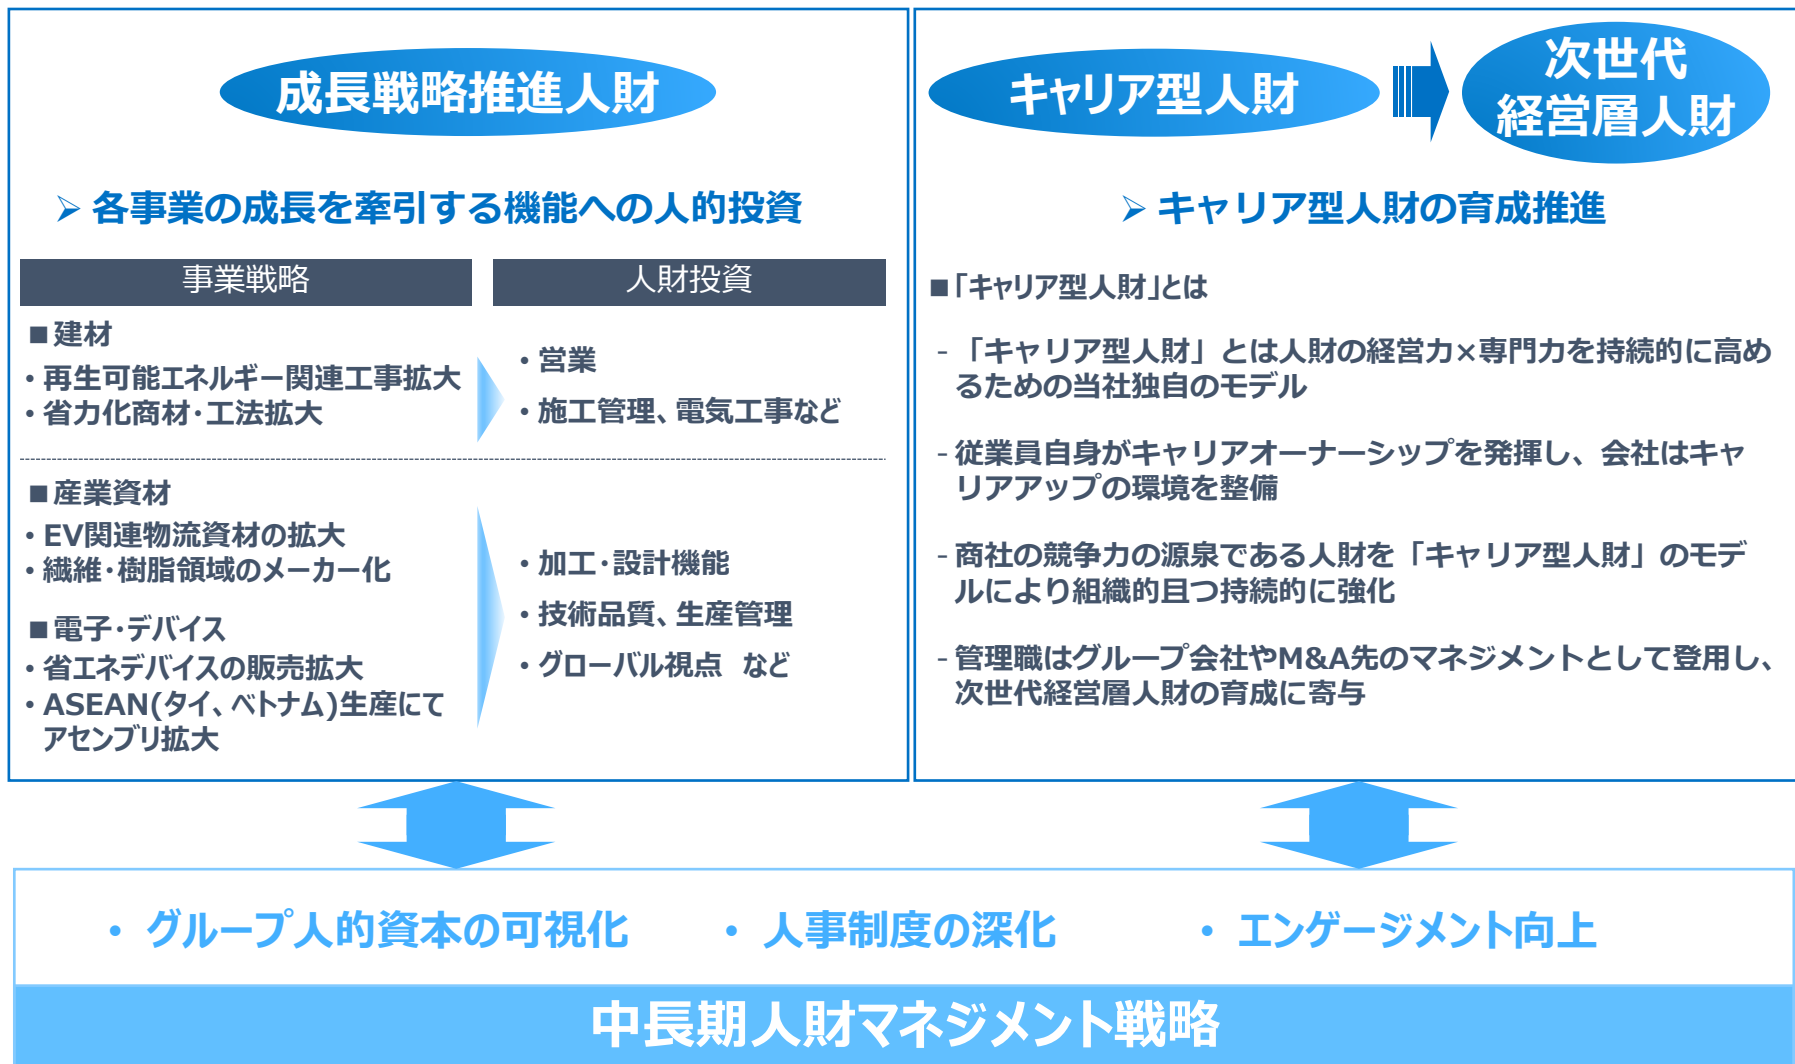 成長戦略推進人財
➢ 各事業の成長を牽引する機能への人的投資
事業戦略
人財投資
■建材
・再生可能エネルギー関連工事拡大
・省力化商材・工法拡大
・営業
・施工管理、電気工事など
■産業資材
・EV関連物流資材の拡大
・繊維・樹脂領域のメーカー化
■電子・デバイス
・省エネデバイスの販売拡大
・ASEAN(タイ、ベトナム)生産にて
アセンブリ拡大
・加工・設計機能
・技術品質、生産管理
・グローバル視点　など
キャリア型人財
次世代
経営層人財
➢ キャリア型人財の育成推進
■「キャリア型人財」とは
- 「キャリア型人財」とは人財の経営力×専門力を持続的に高め
るための当社独自のモデル
- 従業員自身がキャリアオーナーシップを発揮し、会社はキャ
リアアップの環境を整備
- 商社の競争力の源泉である人財を「キャリア型人財」のモデ
ルにより組織的且つ持続的に強化
- 管理職はグループ会社やM&A先のマネジメントとして登用し、
次世代経営層人財の育成に寄与
・グループ人的資本の可視化
・人事制度の深化
・エンゲージメント向上
中長期人財マネジメント戦略